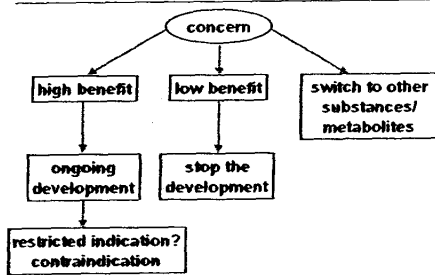 concern
high benefit
low benefit
switch to other
substances/
metabolites
ongoing
development
stop the
development
restricted indication?
contraindication